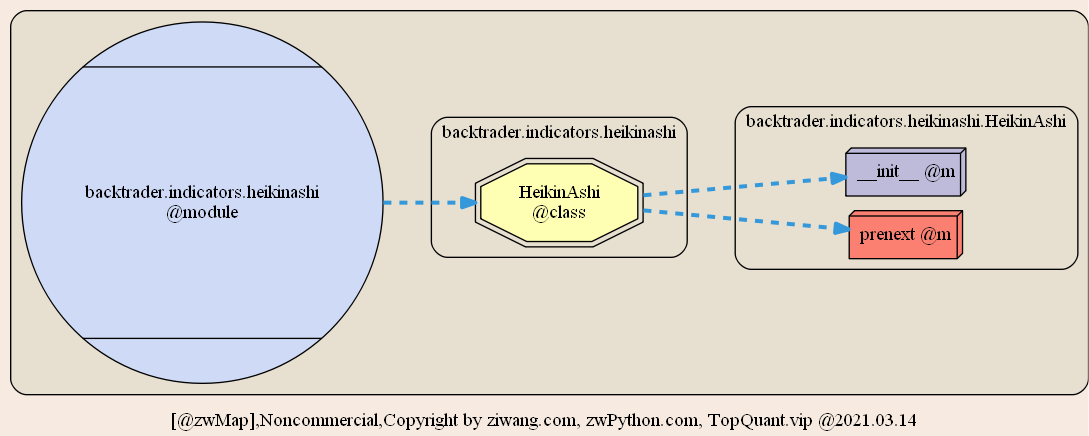 backtrader.indicators.heikinashi
@module
backtrader.indicators.heikinashi
HeikinAshi
@class
backtrader.indicators.heikinashi.HeikinAshi
__init__ @m
prenext @m
[@zwMap],Noncommercial,Copyright by ziwang.com, zwPython.com, TopQuant.vip @2021.03.14